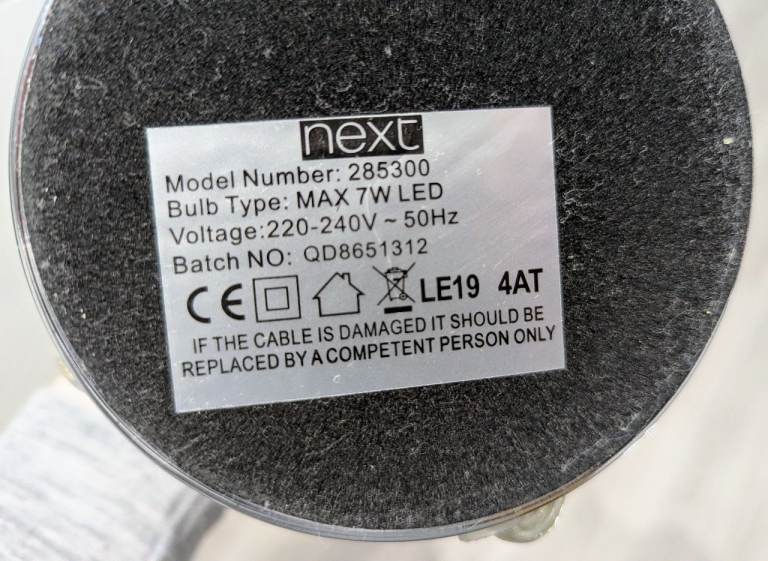 next
Model Number: 285300
Bulb Type: MAX 7W LED
Voltage:220-240V ~ 50Hz
Batch NO: QD8651312
CE LE19 4AT
IF THE CABLE IS DAMAGED IT SHOULD BE
REPLACED BY A COMPETENT PERSON ONLY